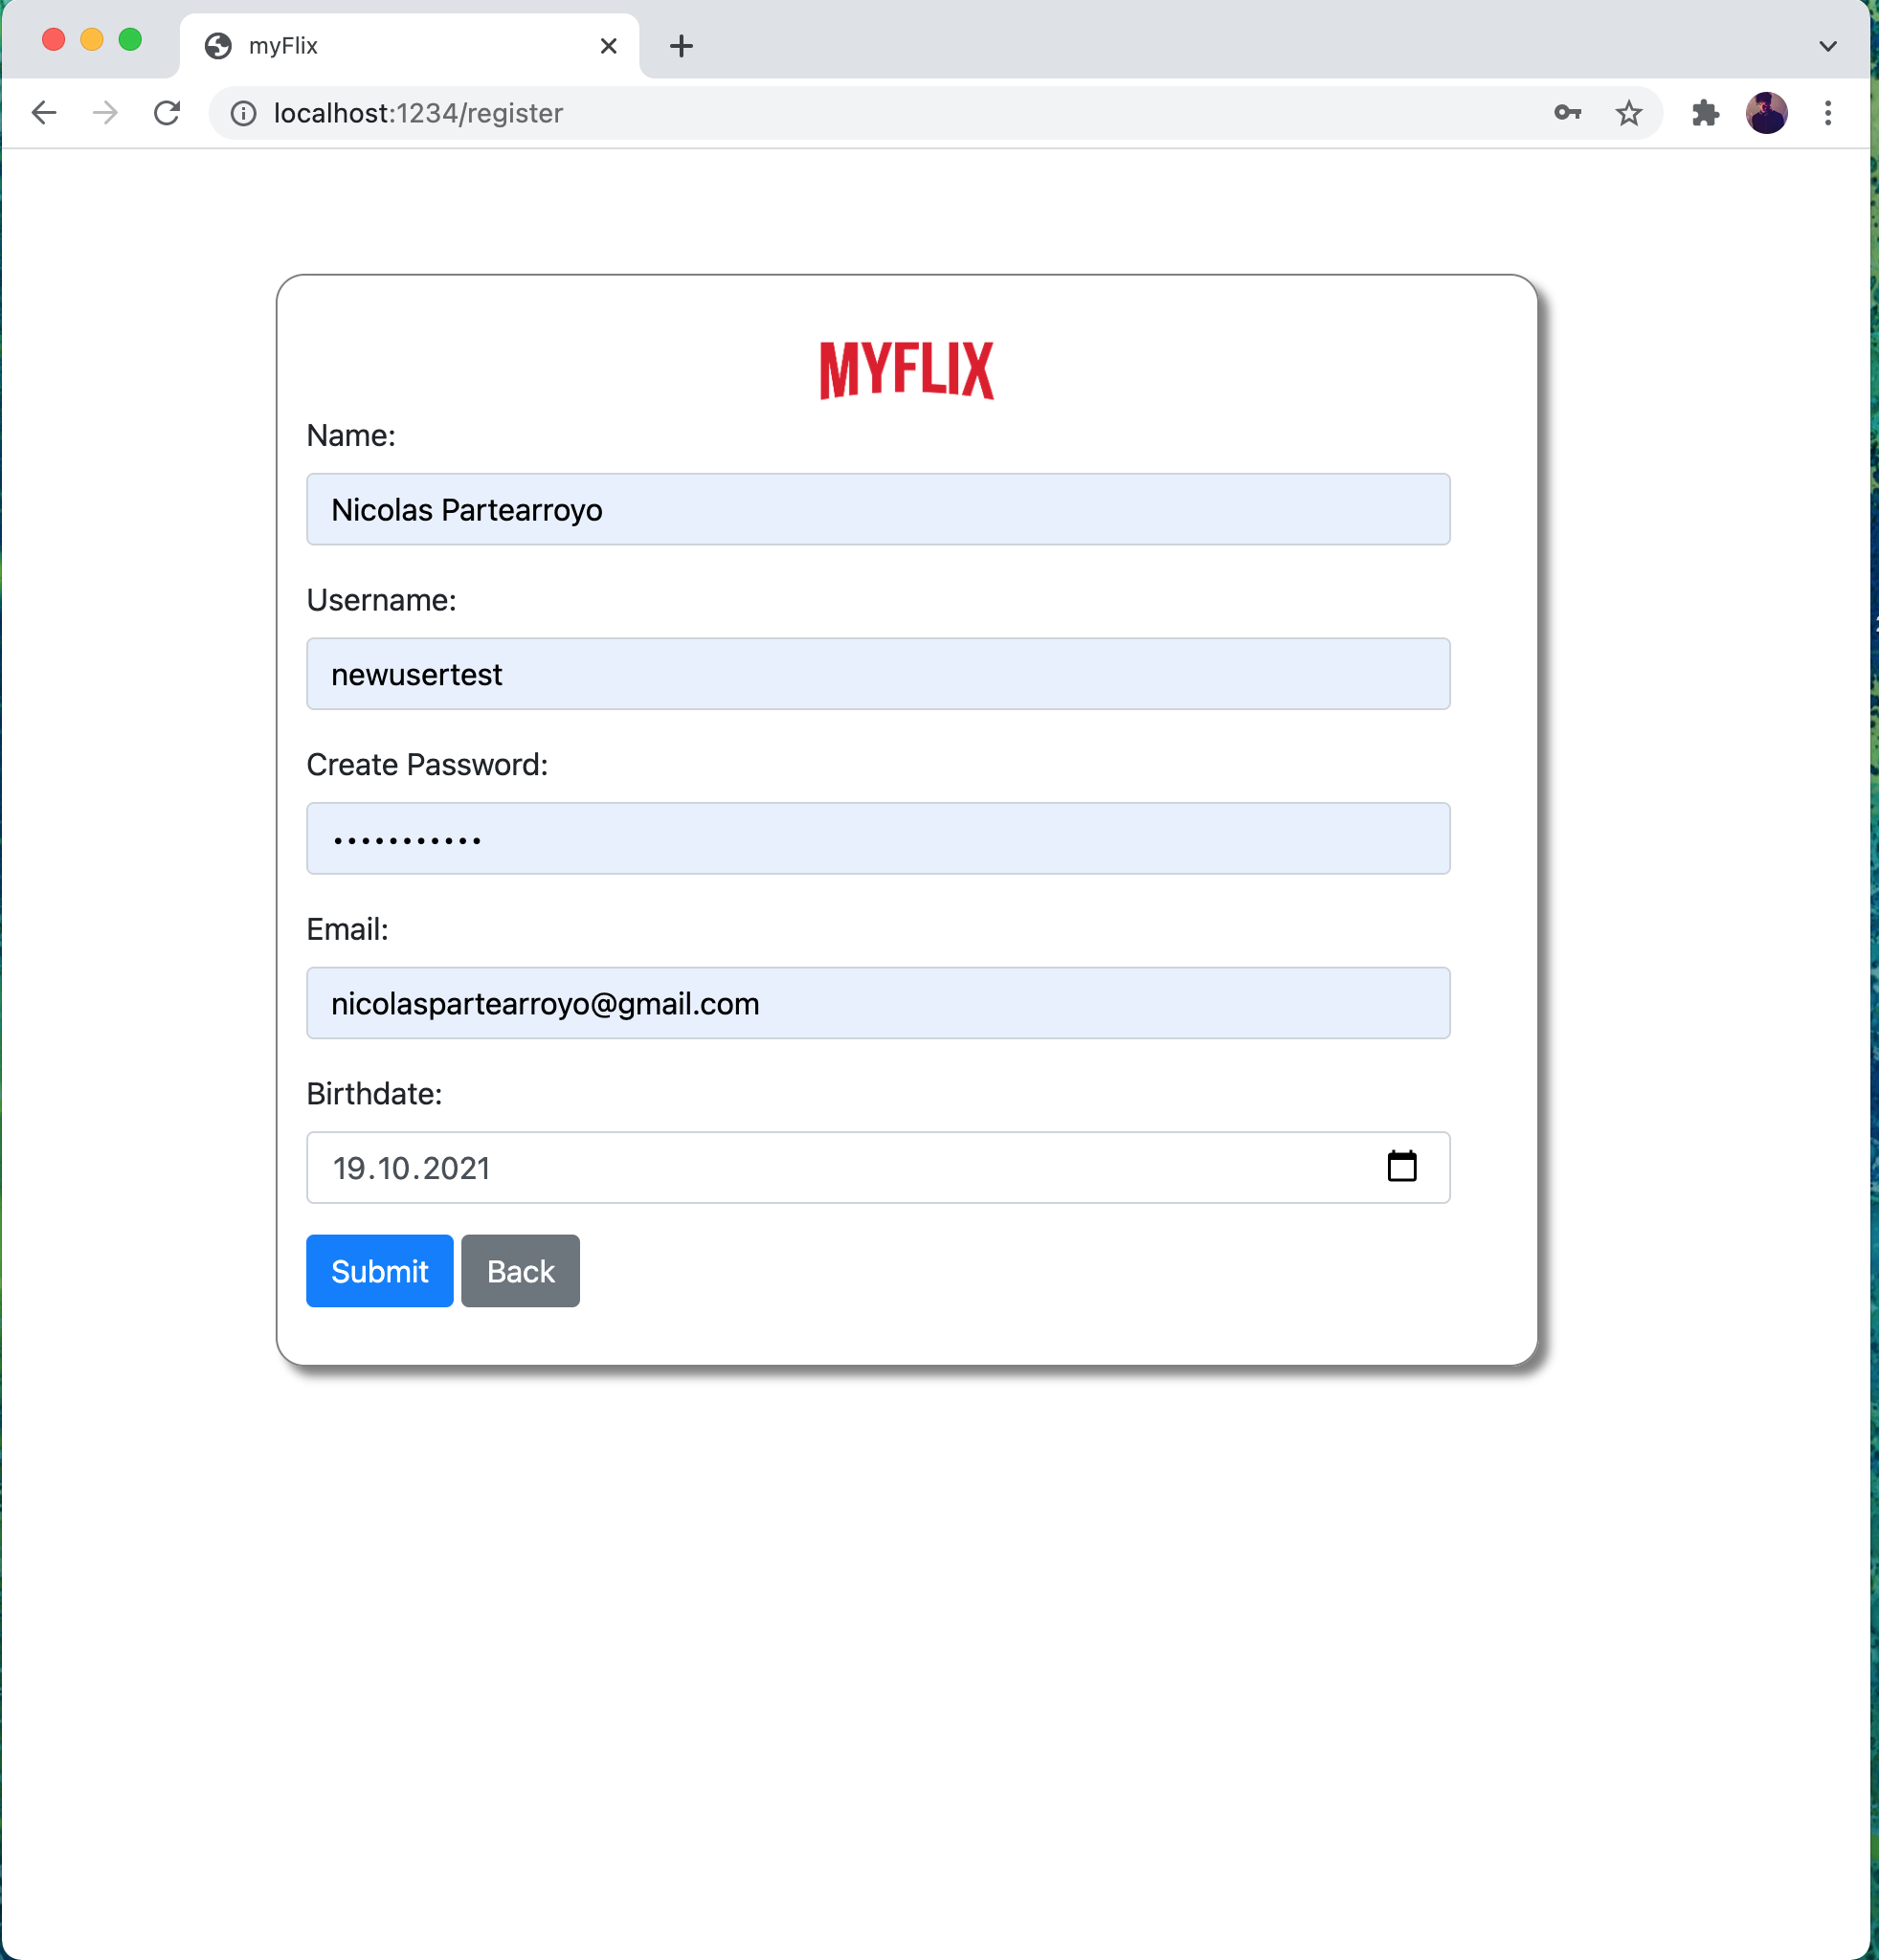 myFlix
localhost:1234/register
MYFLIX
Name:
Nicolas Partearroyo
Username:
newusertest
Create Password:
•••••••••••
Email:
nicolaspartearroyo@gmail.com
Birthdate:
19.10.2021
Submit Back